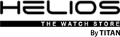 HELIOS
THE WATCH STORE
By TITAN